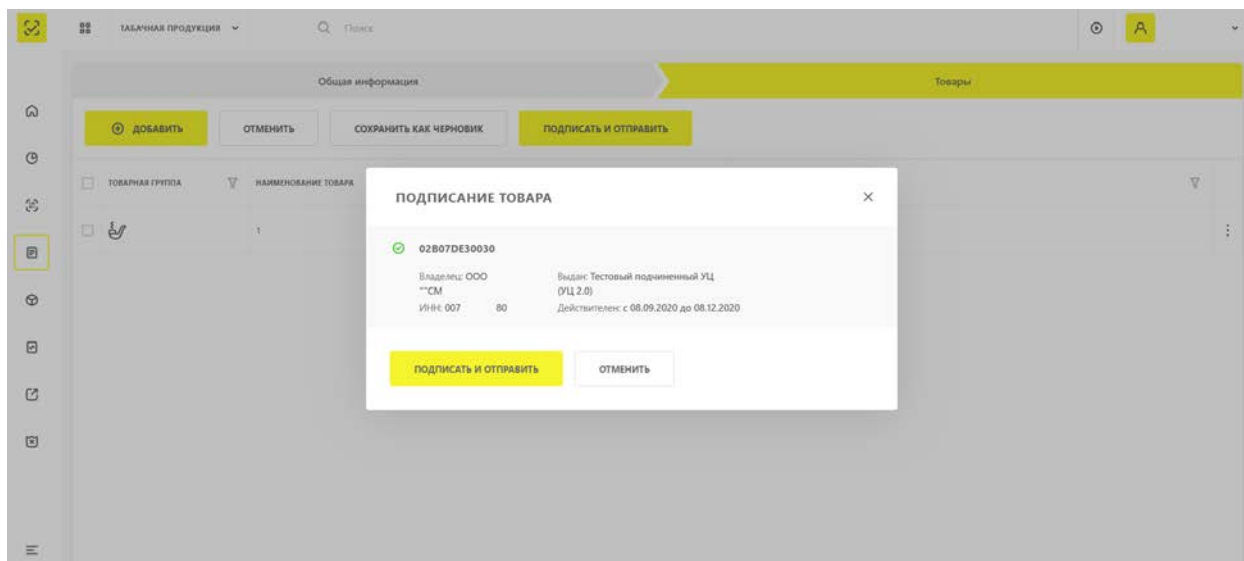 ТАБАЧНАЯ ПРОДУКЦИЯ
Поиск
Общая информация
Товары
ДОБАВИТЬ
ОТМЕНИТЬ
СОХРАНИТЬ КАК ЧЕРНОВИК
ПОДПИСАТЬ И ОТПРАВИТЬ
ТОВАРНАЯ ГРУППА
НАИМЕНОВАНИЕ ТОВАРА
1
ПОДПИСАНИЕ ТОВАРА
02B07DE30030
Владелец: ООО
""СМ
ИНН: 007 80
Выдан: Тестовый подчиненный УЦ
(УЦ 2.0)
Действителен: с 08.09.2020 до 08.12.2020
ПОДПИСАТЬ И ОТПРАВИТЬ
ОТМЕНИТЬ